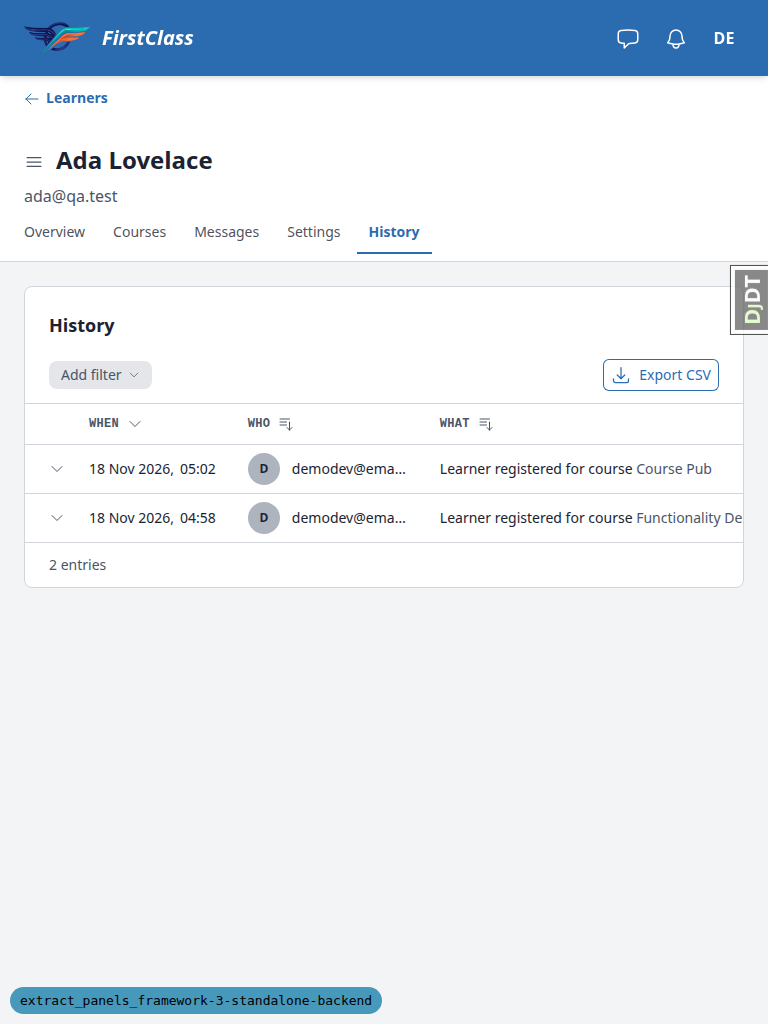 FirstClass
DE
Learners
Ada Lovelace
ada@qa.test
Overview Courses Messages Settings History
DjDT
History
Add filter
Export CSV
WHEN WHO WHAT
18 Nov 2026, 05:02 D demodev@ema... Learner registered for course Course Pub
18 Nov 2026, 04:58 D demodev@ema... Learner registered for course Functionality De
2 entries
extract_panels_framework-3-standalone-backend